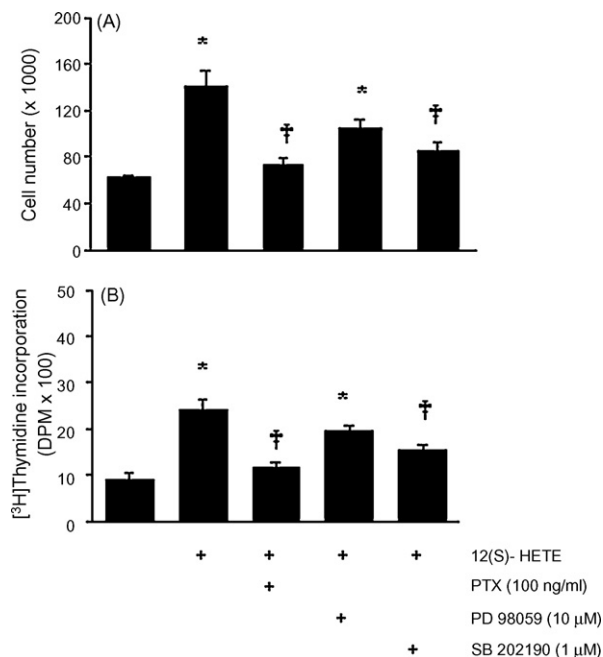 (A)
Cell number (x 1000)
200
160
120
80
40
0
*
‡
*
‡
(B)
[³H]Thymidine incorporation
(DPM x 100)
50
40
30
20
10
0
*
‡
*
‡
+ + + + 12(S)- HETE
+ PTX (100 ng/ml)
+ PD 98059 (10 μM)
+ SB 202190 (1 μM)